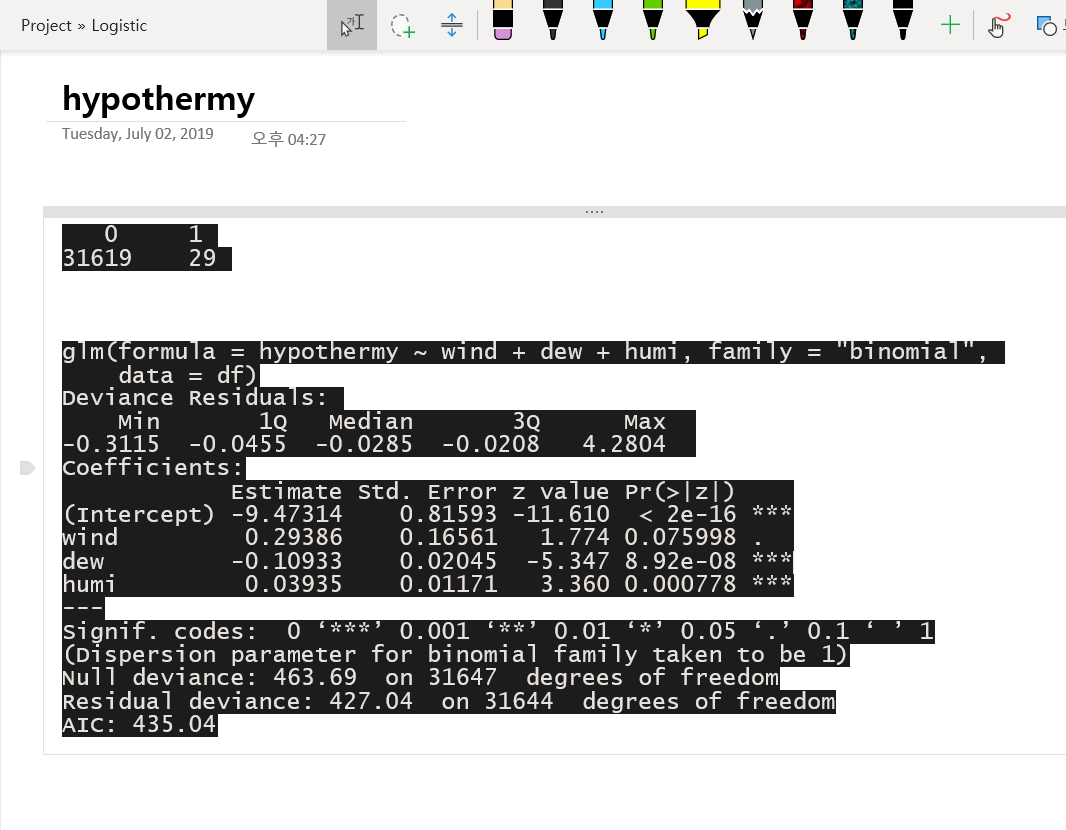 Project » Logistic
hypothermy
Tuesday, July 02, 2019 오후 04:27
0 1
31619 29
glm(formula = hypothermy ~ wind + dew + humi, family = "binomial",
data = df)
Deviance Residuals:
Min 1Q Median 3Q Max
-0.3115 -0.0455 -0.0285 -0.0208 4.2804
Coefficients:
Estimate Std. Error z value Pr(>|z|)
(Intercept) -9.47314 0.81593 -11.610 < 2e-16 ***
wind 0.29386 0.16561 1.774 0.075998 .
dew -0.10933 0.02045 -5.347 8.92e-08 ***
humi 0.03935 0.01171 3.360 0.000778 ***
---
Signif. codes: 0 ‘***’ 0.001 ‘**’ 0.01 ‘*’ 0.05 ‘.’ 0.1 ‘ ’ 1
(Dispersion parameter for binomial family taken to be 1)
Null deviance: 463.69 on 31647 degrees of freedom
Residual deviance: 427.04 on 31644 degrees of freedom
AIC: 435.04